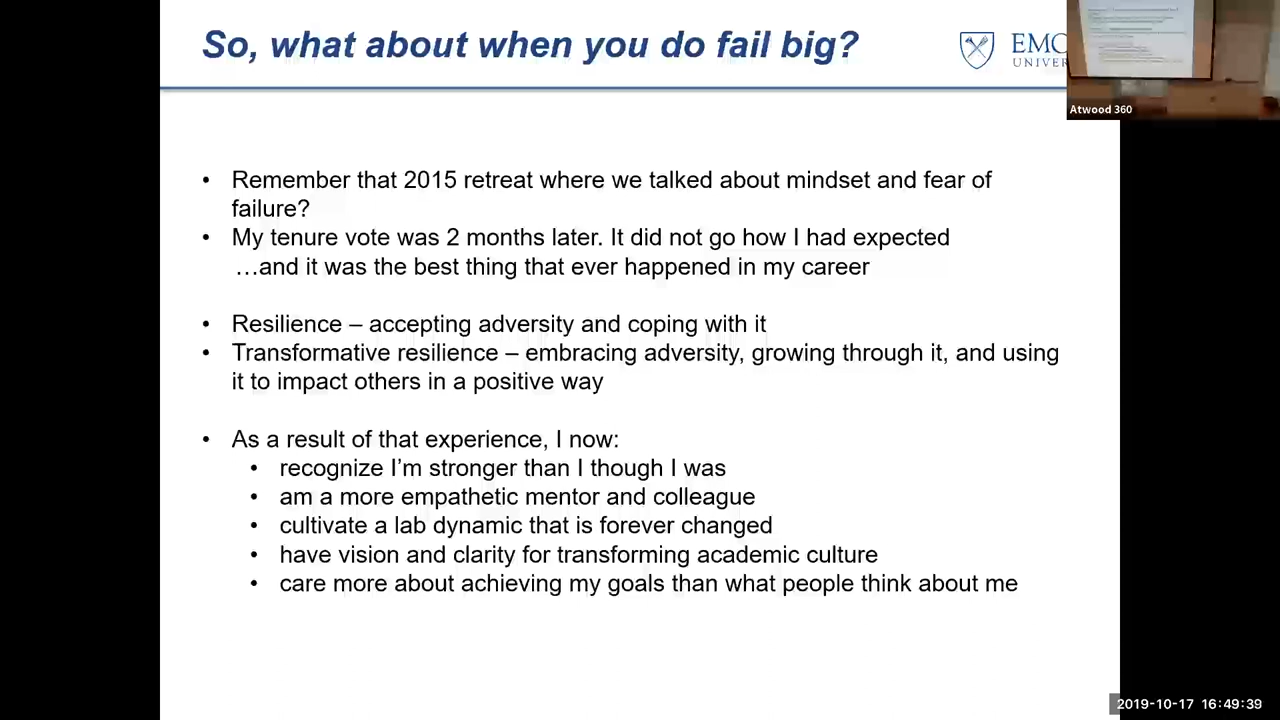 So, what about when you do fail big?
EMO
UNIVER
Atwood 360
• Remember that 2015 retreat where we talked about mindset and fear of
failure?
• My tenure vote was 2 months later. It did not go how I had expected
…and it was the best thing that ever happened in my career
• Resilience – accepting adversity and coping with it
• Transformative resilience – embracing adversity, growing through it, and using
it to impact others in a positive way
• As a result of that experience, I now:
• recognize I’m stronger than I though I was
• am a more empathetic mentor and colleague
• cultivate a lab dynamic that is forever changed
• have vision and clarity for transforming academic culture
• care more about achieving my goals than what people think about me
2019-10-17 16:49:39